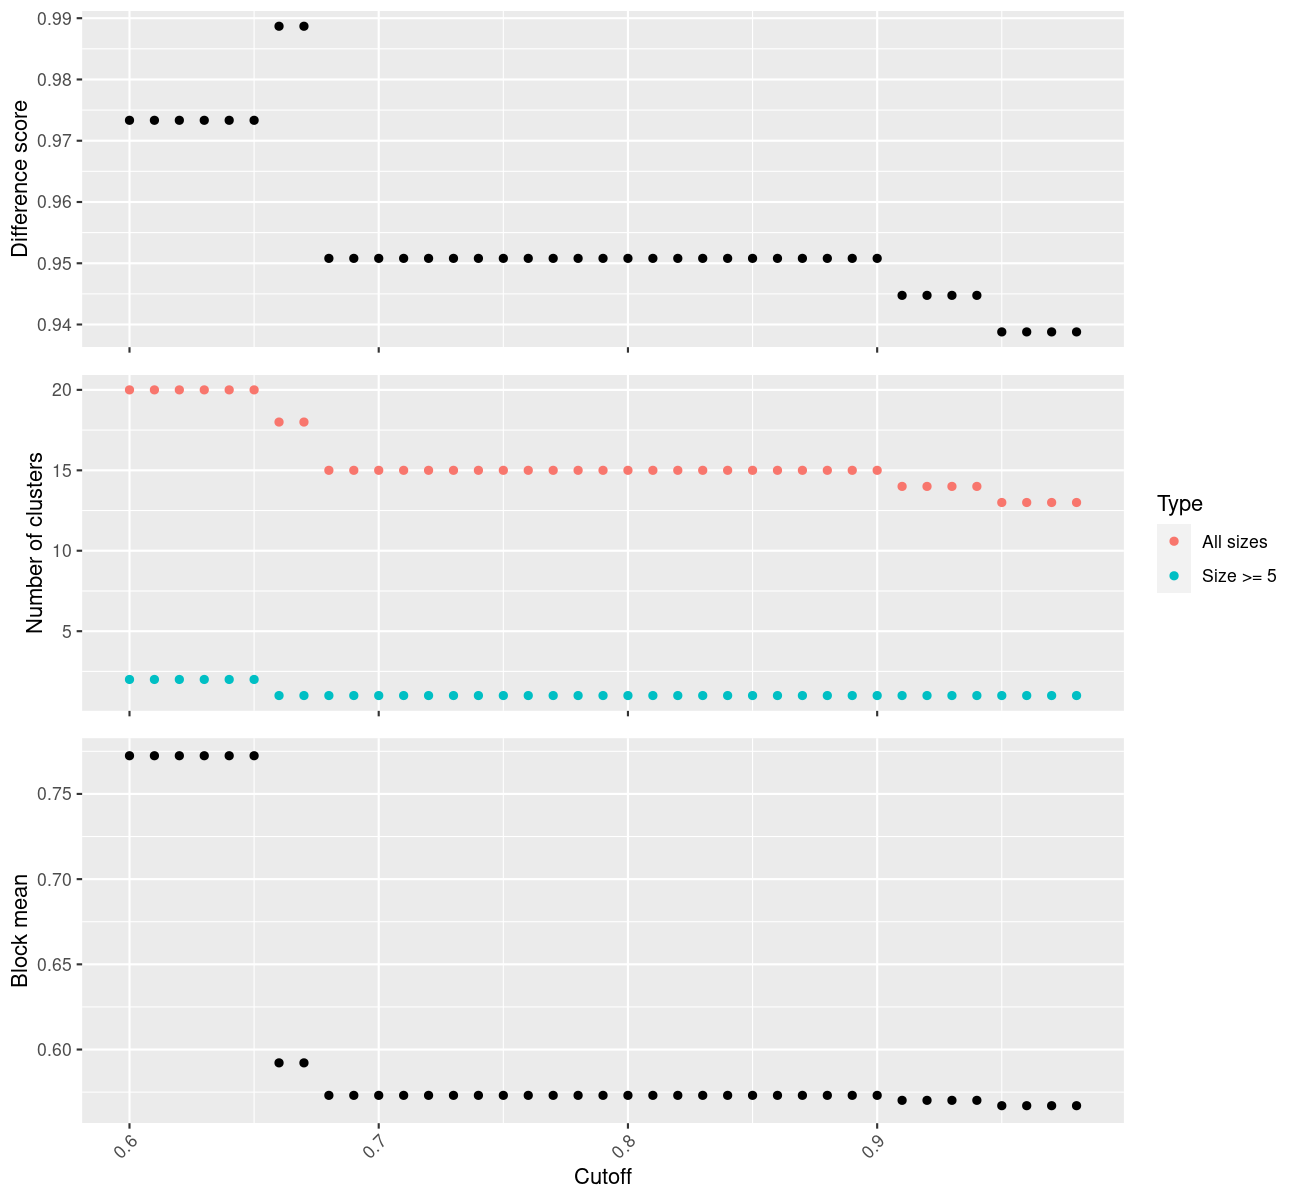 Difference score
0.99
0.98
0.97
0.96
0.95
0.94
Number of clusters
20
15
10
5
Type
All sizes
Size >= 5
Block mean
0.75
0.70
0.65
0.60
0.6
0.7
0.8
0.9
Cutoff